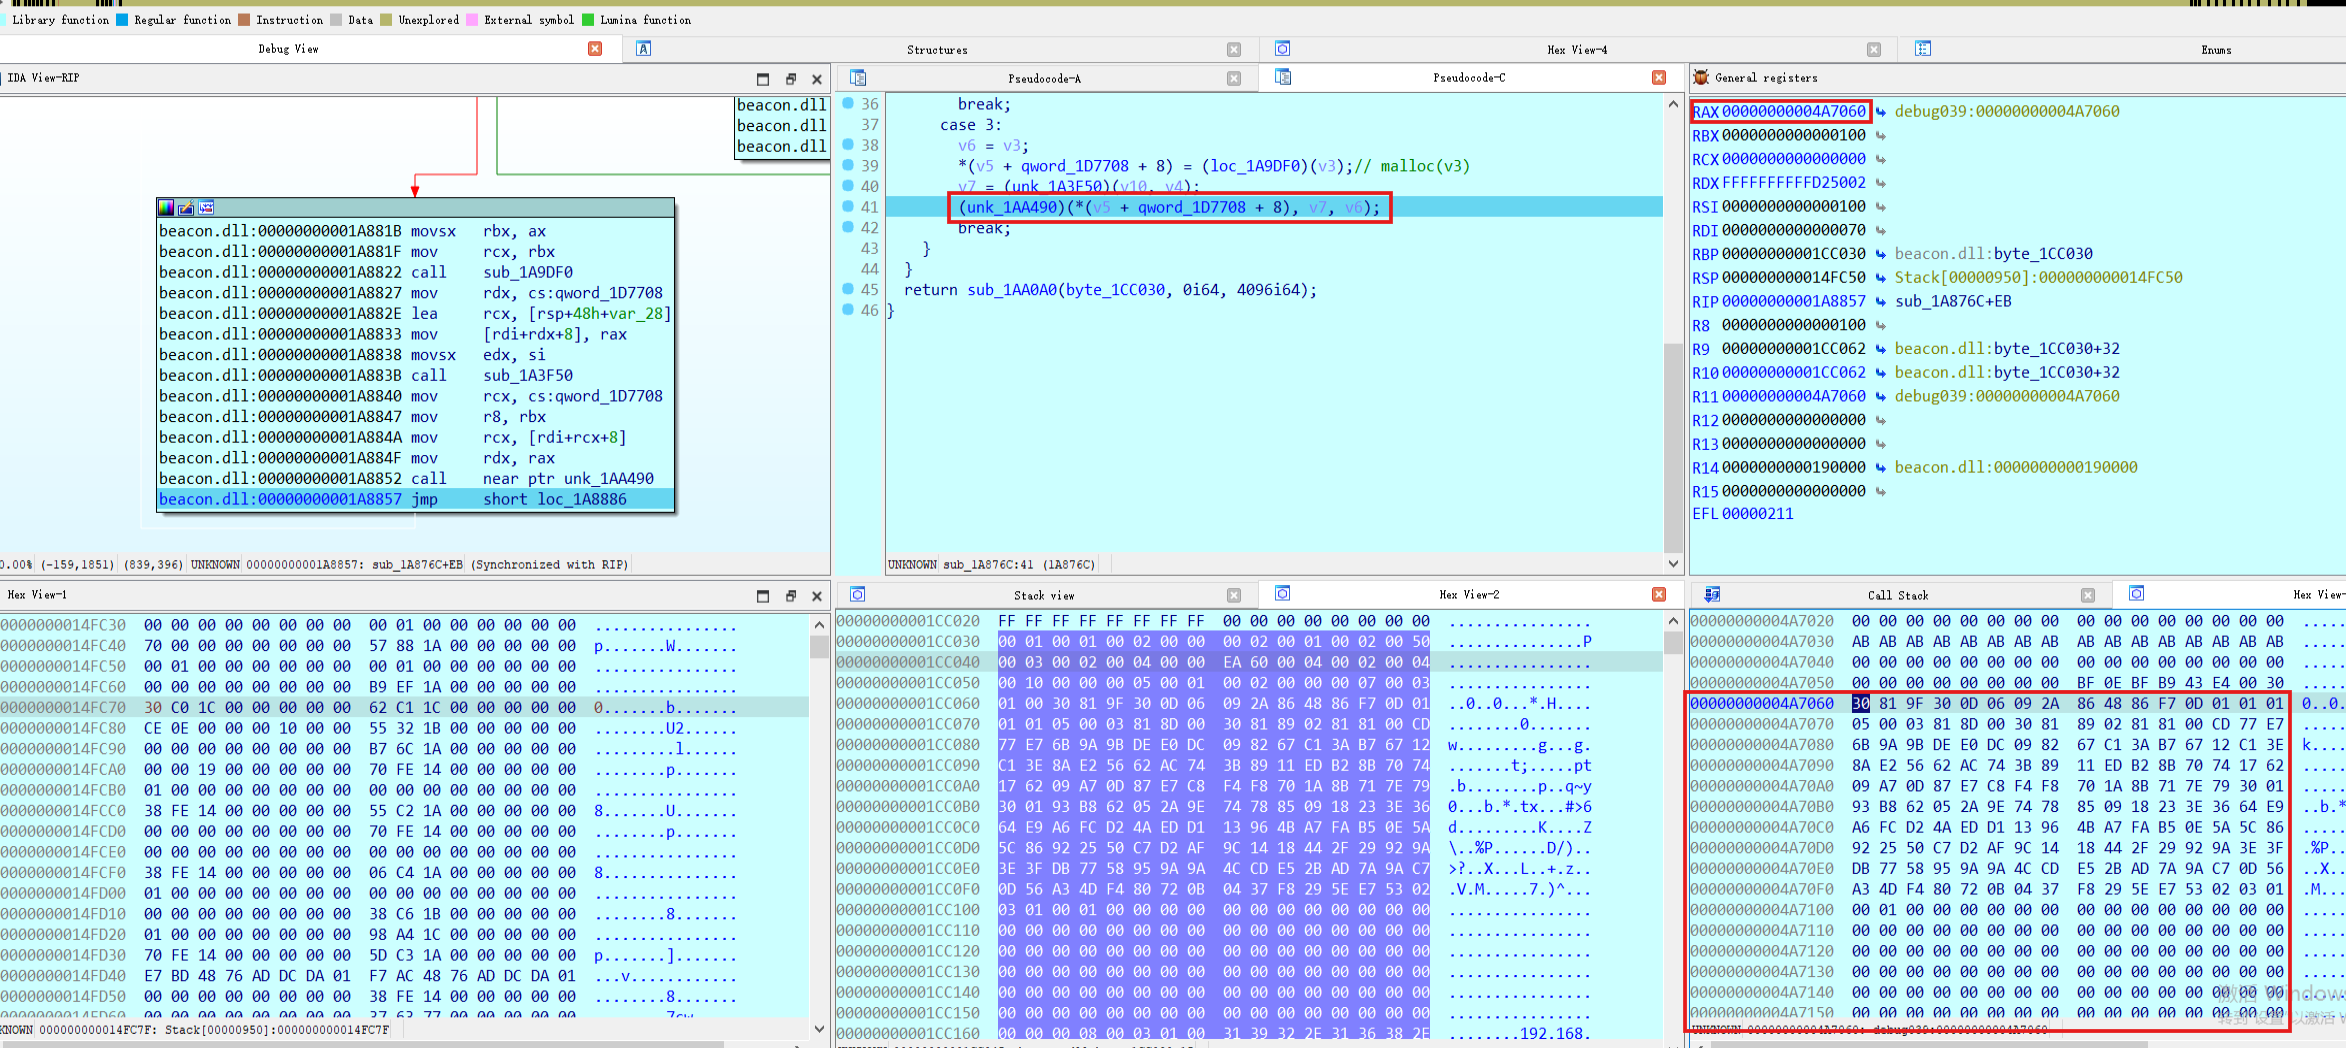 Library function Regular function Instruction Data Unexplored External symbol Lumina function
Debug View Structures Hex View-4 Enums
IDA View-RIP
beacon.dll
beacon.dll
beacon.dll
beacon.dll:00000000001A881B movsx rbx, ax
beacon.dll:00000000001A881F mov rcx, rbx
beacon.dll:00000000001A8822 call sub_1A9DF0
beacon.dll:00000000001A8827 mov rdx, cs:qword_1D7708
beacon.dll:00000000001A882E lea rcx, [rsp+48h+var_28]
beacon.dll:00000000001A8833 mov [rdi+rdx+8], rax
beacon.dll:00000000001A8838 movsx edx, si
beacon.dll:00000000001A883B call sub_1A3F50
beacon.dll:00000000001A8840 mov rcx, cs:qword_1D7708
beacon.dll:00000000001A8847 mov r8, rbx
beacon.dll:00000000001A884A mov rcx, [rdi+rcx+8]
beacon.dll:00000000001A884F mov rdx, rax
beacon.dll:00000000001A8852 call near ptr unk_1AA490
beacon.dll:00000000001A8857 jmp short loc_1A8886
0.00% (-159,1851) (839,396) UNKNOWN 00000000001A8857: sub_1A876C+EB (Synchronized with RIP)
Pseudocode-A Pseudocode-C
36 break;
37 case 3:
38 v6 = v3;
39 *(v5 + qword_1D7708 + 8) = (loc_1A9DF0)(v3);// malloc(v3)
40 v7 = (unk_1A3F50)(v10, v4);
41 (unk_1AA490)(*(v5 + qword_1D7708 + 8), v7, v6);
42 break;
43 }
44 }
45 return sub_1AA0A0(byte_1CC030, 0i64, 4096i64);
46 }
UNKNOWN sub_1A876C:41 (1A876C)
General registers
RAX 00000000004A7060 debug039:00000000004A7060
RBX 0000000000000100
RCX 0000000000000000
RDX FFFFFFFFFFD25002
RSI 0000000000000100
RDI 0000000000000070
RBP 00000000001CC030 beacon.dll:byte_1CC030
RSP 000000000014FC50 Stack[00000950]:000000000014FC50
RIP 00000000001A8857 sub_1A876C+EB
R8 0000000000000100
R9 00000000001CC062 beacon.dll:byte_1CC030+32
R10 00000000001CC062 beacon.dll:byte_1CC030+32
R11 00000000004A7060 debug039:00000000004A7060
R12 0000000000000000
R13 0000000000000000
R14 0000000000190000 beacon.dll:0000000000190000
R15 0000000000000000
EFL 00000211
Hex View-1
000000000014FC30 00 00 00 00 00 00 00 00 00 01 00 00 00 00 00 00 ................
000000000014FC40 70 00 00 00 00 00 00 00 57 88 1A 00 00 00 00 00 p.......W.......
000000000014FC50 00 01 00 00 00 00 00 00 00 01 00 00 00 00 00 00 ................
000000000014FC60 00 00 00 00 00 00 00 00 B9 EF 1A 00 00 00 00 00 ................
000000000014FC70 30 C0 1C 00 00 00 00 00 62 C1 1C 00 00 00 00 00 0.......b.......
000000000014FC80 CE 0E 00 00 00 10 00 00 55 32 1B 00 00 00 00 00 ........U2......
000000000014FC90 00 00 00 00 00 00 00 00 B7 6C 1A 00 00 00 00 00 .........l......
000000000014FCA0 00 00 19 00 00 00 00 00 70 FE 14 00 00 00 00 00 ........p.......
000000000014FCB0 01 00 00 00 00 00 00 00 00 00 00 00 00 00 00 00 ................
000000000014FCC0 38 FE 14 00 00 00 00 00 55 C2 1A 00 00 00 00 00 8.......U.......
000000000014FCD0 00 00 00 00 00 00 00 00 70 FE 14 00 00 00 00 00 ........p.......
000000000014FCE0 00 00 00 00 00 00 00 00 00 00 00 00 00 00 00 00 ................
000000000014FCF0 38 FE 14 00 00 00 00 00 06 C4 1A 00 00 00 00 00 8...............
000000000014FD00 01 00 00 00 00 00 00 00 00 00 00 00 00 00 00 00 ................
000000000014FD10 00 00 00 00 00 00 00 00 38 C6 1B 00 00 00 00 00 ........8.......
000000000014FD20 01 00 00 00 00 00 00 00 98 A4 1C 00 00 00 00 00 ................
000000000014FD30 70 FE 14 00 00 00 00 00 5D C3 1A 00 00 00 00 00 p.......].......
000000000014FD40 E7 BD 48 76 AD DC DA 01 F7 AC 48 76 AD DC DA 01 ...v............
000000000014FD50 00 00 00 00 00 00 00 00 38 FE 14 00 00 00 00 00 ........8.......
KNOWN 000000000014FC7F: Stack[00000950]:000000000014FC7F
Stack view Hex View-2
00000000001CC020 FF FF FF FF FF FF FF FF 00 00 00 00 00 00 00 00 ................
00000000001CC030 00 01 00 01 00 02 00 00 00 02 00 01 00 02 00 50 ...............P
00000000001CC040 00 03 00 02 00 04 00 00 EA 60 00 04 00 02 00 04 ................
00000000001CC050 00 10 00 00 00 05 00 01 00 02 00 00 00 07 00 03 ................
00000000001CC060 01 00 30 81 9F 30 0D 06 09 2A 86 48 86 F7 0D 01 ..0..0...*.H....
00000000001CC070 01 01 05 00 03 81 8D 00 30 81 89 02 81 81 00 CD ........0.......
00000000001CC080 77 E7 6B 9A 9B DE E0 DC 09 82 67 C1 3A B7 67 12 w.........g...g.
00000000001CC090 C1 3E 8A E2 56 62 AC 74 3B 89 11 ED B2 8B 70 74 .......t;.....pt
00000000001CC0A0 17 62 09 A7 0D 87 E7 C8 F4 F8 70 1A 8B 71 7E 79 .b........p..q~y
00000000001CC0B0 30 01 93 B8 62 05 2A 9E 74 78 85 09 18 23 3E 36 0...b.*.tx...#>6
00000000001CC0C0 64 E9 A6 FC D2 4A ED D1 13 96 4B A7 FA B5 0E 5A d.........K....Z
00000000001CC0D0 5C 86 92 25 50 C7 D2 AF 9C 14 18 44 2F 29 92 9A \..%P......D/)..
00000000001CC0E0 3E 3F DB 77 58 95 9A 9A 4C CD E5 2B AD 7A 9A C7 >?..X...L..+.z..
00000000001CC0F0 0D 56 A3 4D F4 80 72 0B 04 37 F8 29 5E E7 53 02 .V.M.....7.)^...
00000000001CC100 03 01 00 01 00 00 00 00 00 00 00 00 00 00 00 00 ................
00000000001CC110 00 00 00 00 00 00 00 00 00 00 00 00 00 00 00 00 ................
00000000001CC120 00 00 00 00 00 00 00 00 00 00 00 00 00 00 00 00 ................
00000000001CC130 00 00 00 00 00 00 00 00 00 00 00 00 00 00 00 00 ................
00000000001CC140 00 00 00 00 00 00 00 00 00 00 00 00 00 00 00 00 ................
00000000001CC150 00 00 00 00 00 00 00 00 00 00 00 00 00 00 00 00 ................
00000000001CC160 00 00 00 08 00 03 01 00 31 39 32 2E 31 36 38 2E ........192.168.
Call Stack Hex View-
00000000004A7020 00 00 00 00 00 00 00 00 00 00 00 00 00 00 00 00 .....
00000000004A7030 AB AB AB AB AB AB AB AB AB AB AB AB AB AB AB AB .....
00000000004A7040 00 00 00 00 00 00 00 00 00 00 00 00 00 00 00 00 .....
00000000004A7050 00 00 00 00 00 00 00 00 BF 0E BF B9 43 E4 00 30 .....
00000000004A7060 30 81 9F 30 0D 06 09 2A 86 48 86 F7 0D 01 01 01 0..0.
00000000004A7070 05 00 03 81 8D 00 30 81 89 02 81 81 00 CD 77 E7 .....
00000000004A7080 6B 9A 9B DE E0 DC 09 82 67 C1 3A B7 67 12 C1 3E k....
00000000004A7090 8A E2 56 62 AC 74 3B 89 11 ED B2 8B 70 74 17 62 .....
00000000004A70A0 09 A7 0D 87 E7 C8 F4 F8 70 1A 8B 71 7E 79 30 01 .....
00000000004A70B0 93 B8 62 05 2A 9E 74 78 85 09 18 23 3E 36 64 E9 ..b.*
00000000004A70C0 A6 FC D2 4A ED D1 13 96 4B A7 FA B5 0E 5A 5C 86 .....
00000000004A70D0 92 25 50 C7 D2 AF 9C 14 18 44 2F 29 92 9A 3E 3F .%P..
00000000004A70E0 DB 77 58 95 9A 9A 4C CD E5 2B AD 7A 9A C7 0D 56 ..X..
00000000004A70F0 A3 4D F4 80 72 0B 04 37 F8 29 5E E7 53 02 03 01 .M...
00000000004A7100 00 01 00 00 00 00 00 00 00 00 00 00 00 00 00 00 .....
00000000004A7110 00 00 00 00 00 00 00 00 00 00 00 00 00 00 00 00 .....
00000000004A7120 00 00 00 00 00 00 00 00 00 00 00 00 00 00 00 00 .....
00000000004A7130 00 00 00 00 00 00 00 00 00 00 00 00 00 00 00 00 .....
00000000004A7140 00 00 00 00 00 00 00 00 00 00 00 00 00 00 00 00
00000000004A7150 00 00 00 00 00 00 00 00 00 00 00 00 00 00 00 00
激活 Windows
转到"设置"以激活 W
UNKNOWN 00000000004A7060: debug039:00000000004A7060